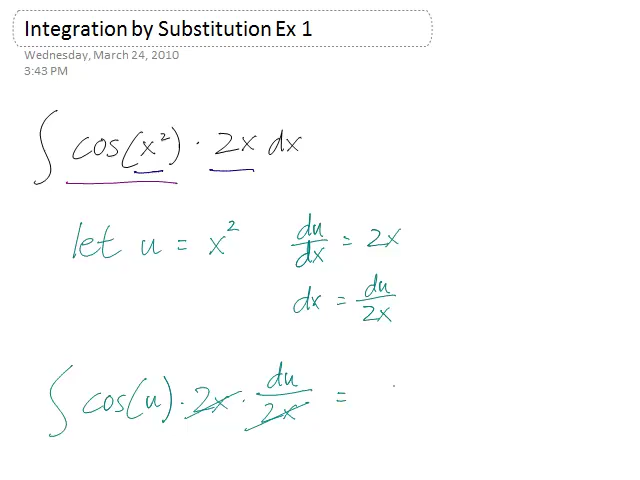 Integration by Substitution Ex 1
Wednesday, March 24, 2010
3:43 PM
∫ cos(x²) · 2x dx
let u = x² du/dx = 2x
dx = du/2x
∫ cos(u) · 2x · du/2x =